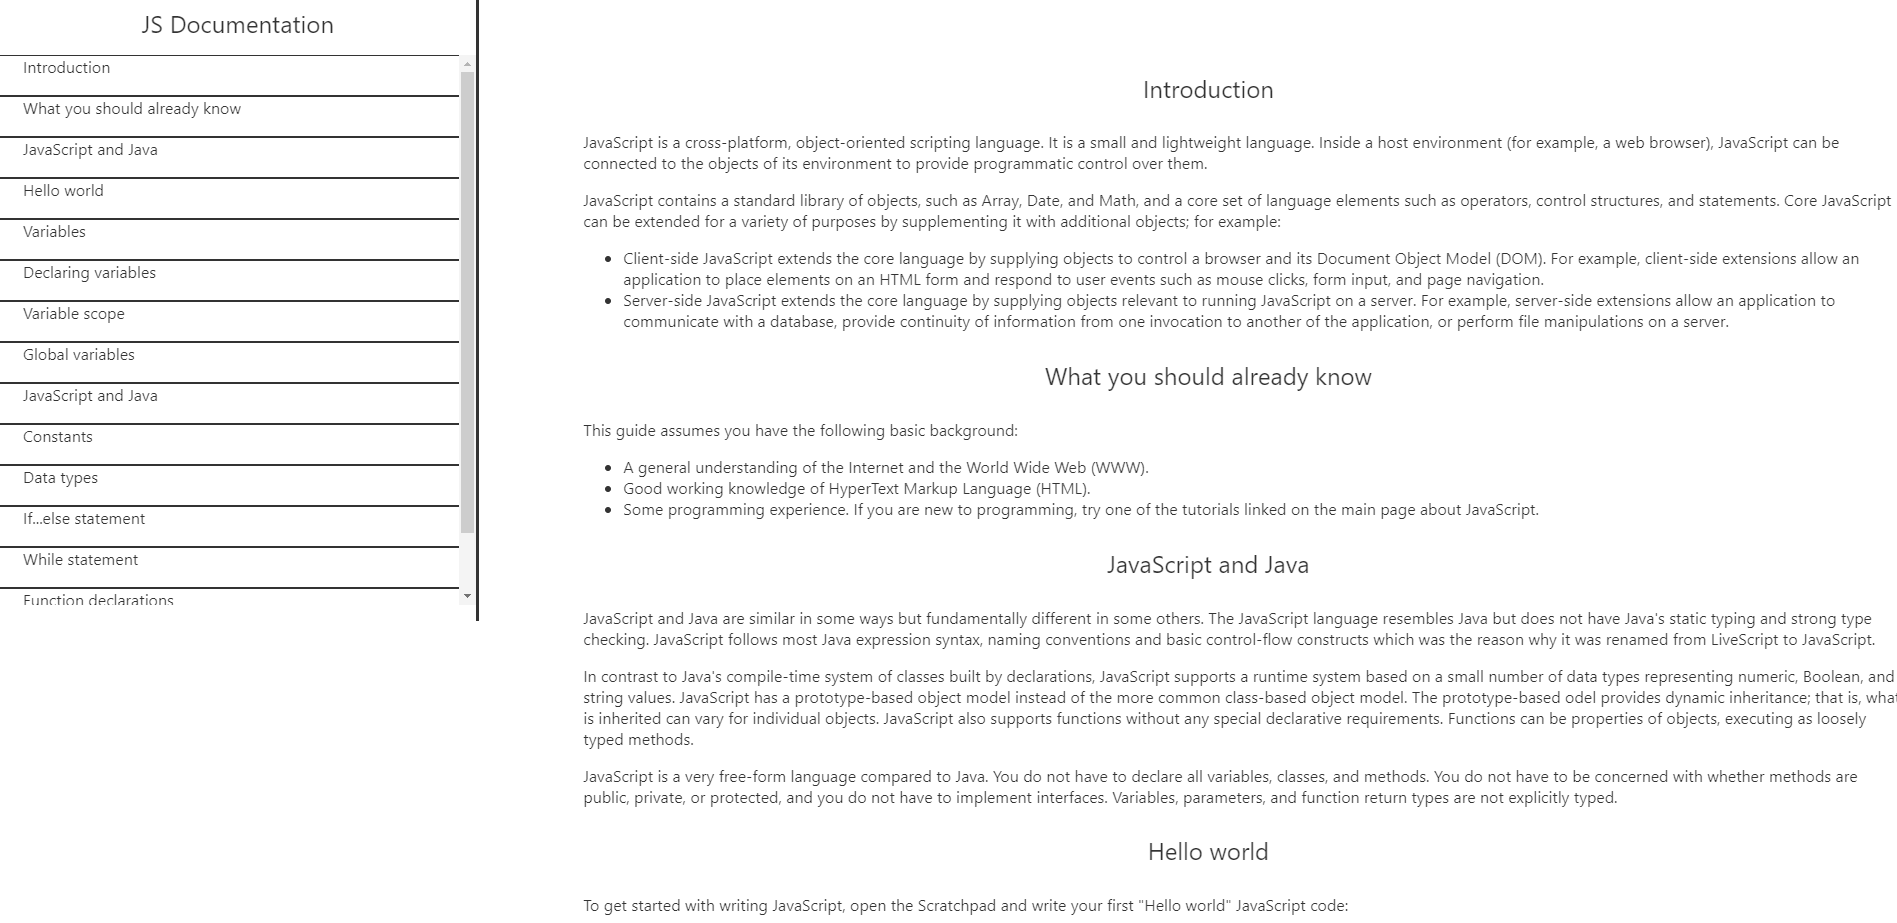 JS Documentation
Introduction
What you should already know
JavaScript and Java
Hello world
Variables
Declaring variables
Variable scope
Global variables
JavaScript and Java
Constants
Data types
If...else statement
While statement
Function declarations
Introduction
JavaScript is a cross-platform, object-oriented scripting language. It is a small and lightweight language. Inside a host environment (for example, a web browser), JavaScript can be
connected to the objects of its environment to provide programmatic control over them.
JavaScript contains a standard library of objects, such as Array, Date, and Math, and a core set of language elements such as operators, control structures, and statements. Core JavaScript
can be extended for a variety of purposes by supplementing it with additional objects; for example:
• Client-side JavaScript extends the core language by supplying objects to control a browser and its Document Object Model (DOM). For example, client-side extensions allow an
application to place elements on an HTML form and respond to user events such as mouse clicks, form input, and page navigation.
• Server-side JavaScript extends the core language by supplying objects relevant to running JavaScript on a server. For example, server-side extensions allow an application to
communicate with a database, provide continuity of information from one invocation to another of the application, or perform file manipulations on a server.
What you should already know
This guide assumes you have the following basic background:
• A general understanding of the Internet and the World Wide Web (WWW).
• Good working knowledge of HyperText Markup Language (HTML).
• Some programming experience. If you are new to programming, try one of the tutorials linked on the main page about JavaScript.
JavaScript and Java
JavaScript and Java are similar in some ways but fundamentally different in some others. The JavaScript language resembles Java but does not have Java's static typing and strong type
checking. JavaScript follows most Java expression syntax, naming conventions and basic control-flow constructs which was the reason why it was renamed from LiveScript to JavaScript.
In contrast to Java's compile-time system of classes built by declarations, JavaScript supports a runtime system based on a small number of data types representing numeric, Boolean, and
string values. JavaScript has a prototype-based object model instead of the more common class-based object model. The prototype-based odel provides dynamic inheritance; that is, what
is inherited can vary for individual objects. JavaScript also supports functions without any special declarative requirements. Functions can be properties of objects, executing as loosely
typed methods.
JavaScript is a very free-form language compared to Java. You do not have to declare all variables, classes, and methods. You do not have to be concerned with whether methods are
public, private, or protected, and you do not have to implement interfaces. Variables, parameters, and function return types are not explicitly typed.
Hello world
To get started with writing JavaScript, open the Scratchpad and write your first "Hello world" JavaScript code: